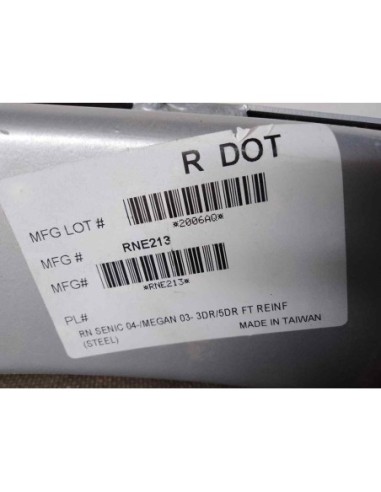 R DOT
MFG LOT #
*2006AQ*
MFG # RNE213
MFG#
*RNE213*
PL#
RN SENIC 04-/MEGAN 03- 3DR/5DR FT REINF
(STEEL) MADE IN TAIWAN